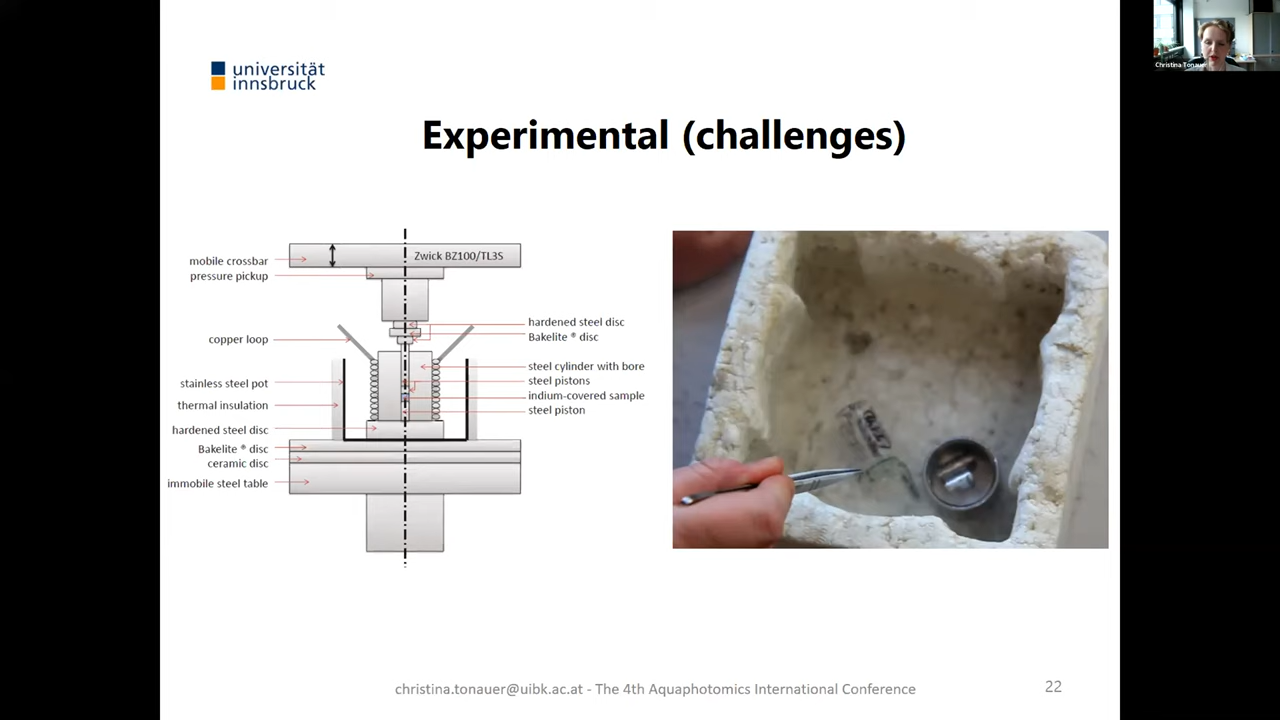 Christina Tonauer
universität
innsbruck
Experimental (challenges)
Zwick BZ100/TL3S
mobile crossbar
pressure pickup
copper loop
stainless steel pot
thermal insulation
hardened steel disc
Bakelite ® disc
ceramic disc
immobile steel table
hardened steel disc
Bakelite ® disc
steel cylinder with bore
steel pistons
indium-covered sample
steel piston
christina.tonauer@uibk.ac.at - The 4th Aquaphotomics International Conference
22